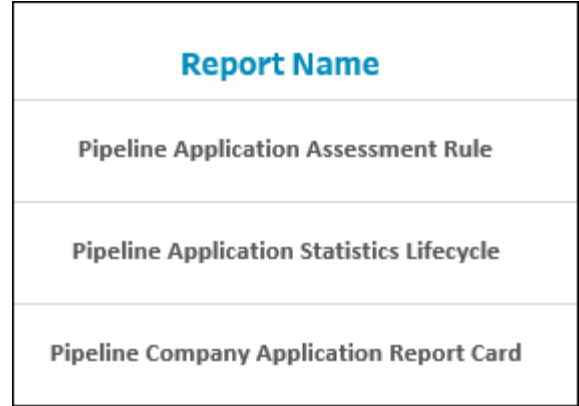 Report Name
Pipeline Application Assessment Rule
Pipeline Application Statistics Lifecycle
Pipeline Company Application Report Card